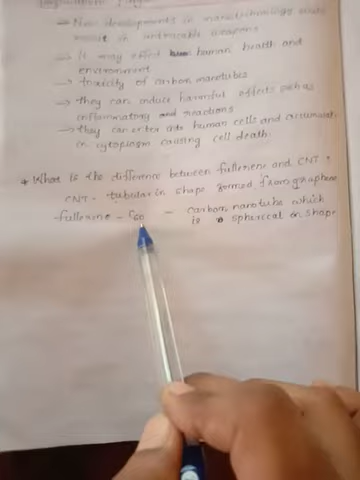 → New developments in nanotechnology could
result in untraceable weapons
→ It may effect human health and
environment
→ toxicity of carbon nanotubes
→ they can induce harmful effects such as
inflammatory and reactions
→ they can enter into human cells and accumulate
in cytoplasm causing cell death.
* What is the difference between fullerene and CNT?
CNT - tubular in shape formed from graphene
fullerene - C60 - carbon nanotube which
is spherical in shape